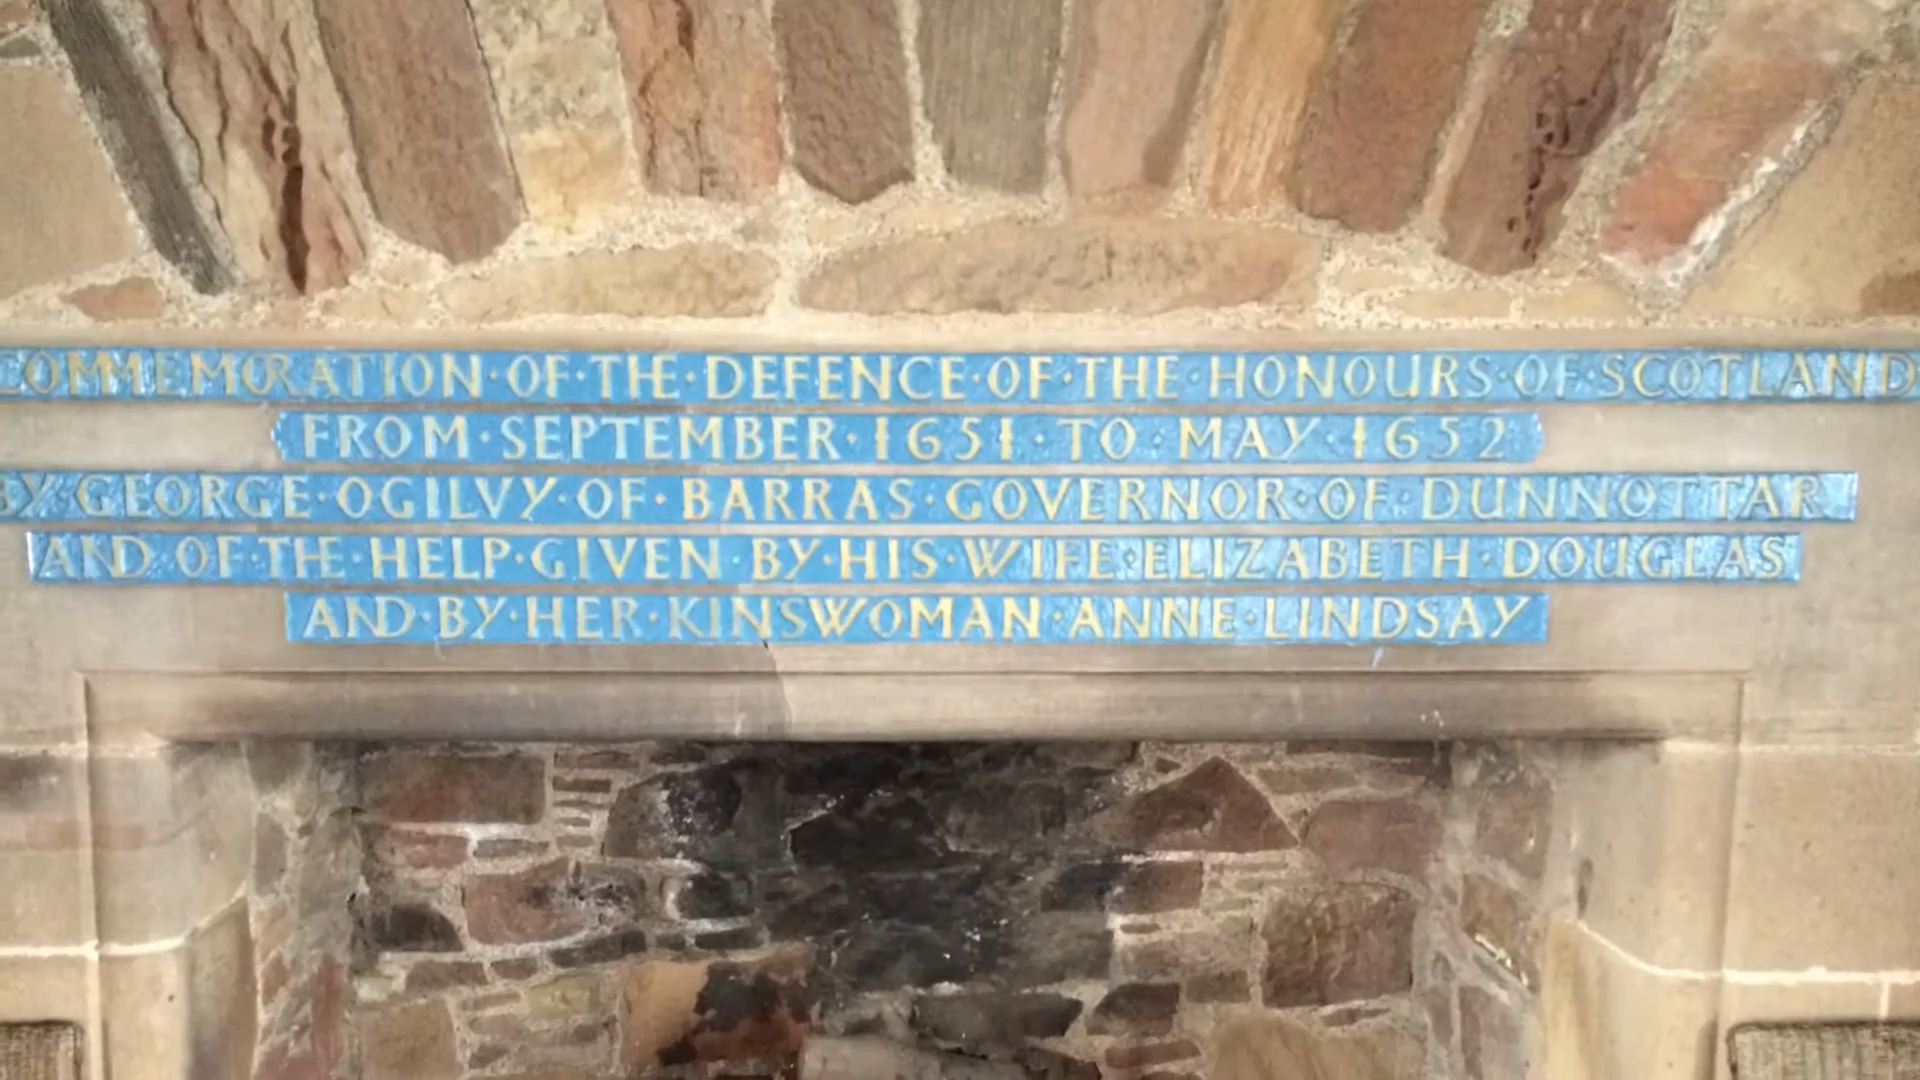 COMMEMORATION·OF·THE·DEFENCE·OF·THE·HONOURS·OF·SCOTLAND
FROM·SEPTEMBER·1651·TO·MAY·1652
BY·GEORGE·OGILVY·OF·BARRAS·GOVERNOR·OF·DUNNOTTAR
AND·OF·THE·HELP·GIVEN·BY·HIS·WIFE·ELIZABETH·DOUGLAS
AND·BY·HER·KINSWOMAN·ANNE·LINDSAY